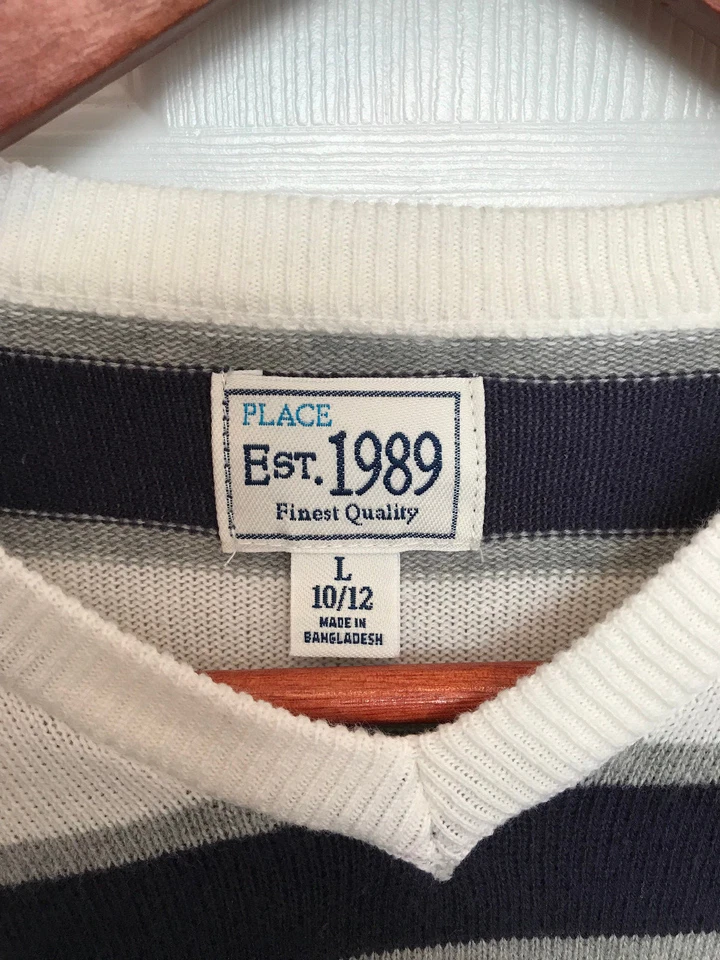 PLACE
EST. 1989
Finest Quality
L
10/12
MADE IN
BANGLADESH